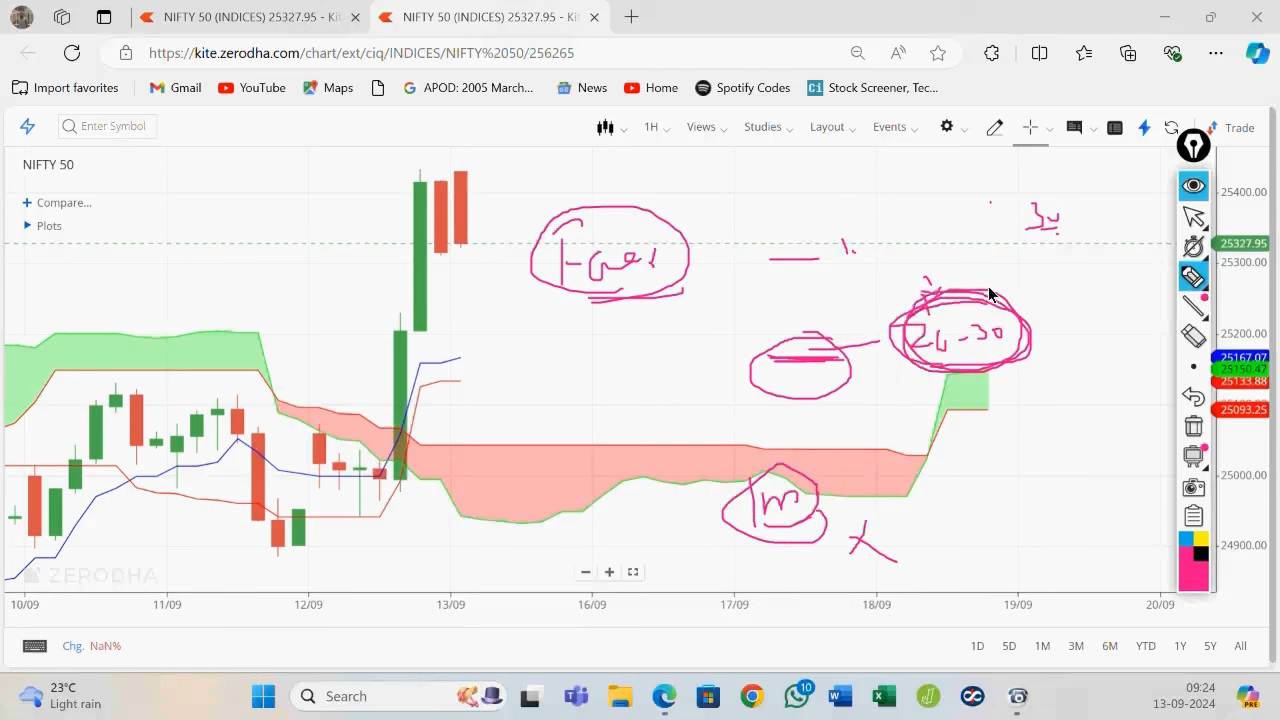 NIFTY 50 (INDICES) 25327.95 - Kit
NIFTY 50 (INDICES) 25327.95 - Kit
https://kite.zerodha.com/chart/ext/ciq/INDICES/NIFTY%2050/256265
Import favorites
Gmail
YouTube
Maps
APOD: 2005 March...
News
Home
Spotify Codes
Ci Stock Screener, Tec...
Enter Symbol
1H
Views
Studies
Layout
Events
Trade
NIFTY 50
Compare...
Plots
25400.00
25327.95
25300.00
25200.00
25167.07
25150.47
25133.88
25093.25
25000.00
24900.00
ZERODHA
10/09
11/09
12/09
13/09
16/09
17/09
18/09
19/09
20/09
Chg. NaN%
1D
5D
1M
3M
6M
YTD
1Y
5Y
All
23°C
Light rain
Search
10
PRE
09:24
13-09-2024